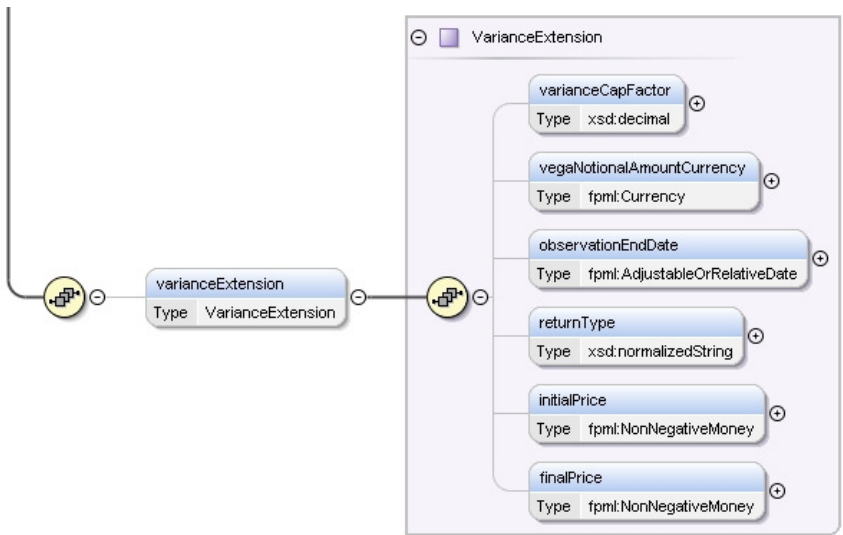 VarianceExtension
varianceCapFactor
Type xsd:decimal
vegaNotionalAmountCurrency
Type fpml:Currency
observationEndDate
Type fpml:AdjustableOrRelativeDate
varianceExtension
Type VarianceExtension
returnType
Type xsd:normalizedString
initialPrice
Type fpml:NonNegativeMoney
finalPrice
Type fpml:NonNegativeMoney